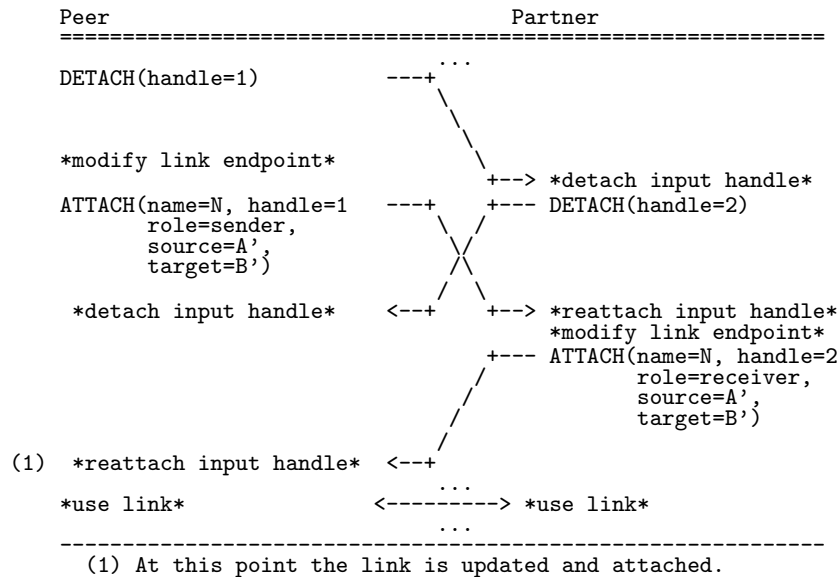 Peer                                Partner
=============================================================
                              ...
DETACH(handle=1)          ---+
                              \
                               \
                                \
*modify link endpoint*           \
                                  +--> *detach input handle*
ATTACH(name=N, handle=1   ---+    +--- DETACH(handle=2)
       role=sender,           \  /
       source=A',              \/
       target=B')              /\
                              /  \
 *detach input handle*    <--+    +--> *reattach input handle*
                                       *modify link endpoint*
                                  +--- ATTACH(name=N, handle=2
                                 /            role=receiver,
                                /             source=A',
                               /              target=B')
                              /
(1)  *reattach input handle*  <--+
                              ...
*use link*               <---------> *use link*
                              ...
-------------------------------------------------------------
(1) At this point the link is updated and attached.